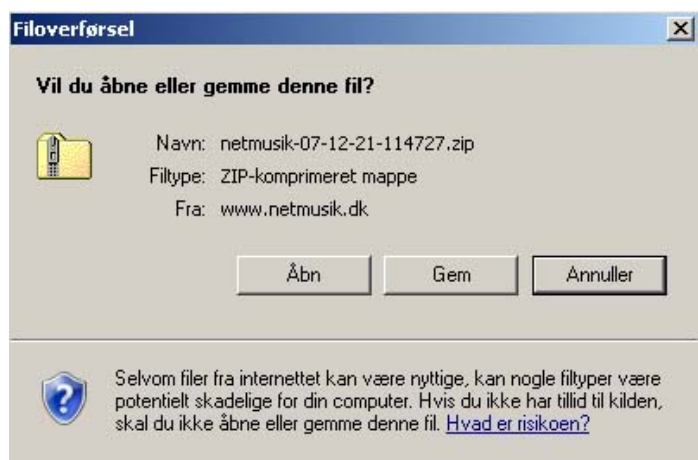 Filoverførsel
Vil du åbne eller gemme denne fil?
Navn: netmusik-07-12-21-114727.zip
Filtype: ZIP-komprimeret mappe
Fra: www.netmusik.dk
Åbn Gem Annuller
Selvom filer fra internettet kan være nyttige, kan nogle filtyper være
potentielt skadelige for din computer. Hvis du ikke har tillid til kilden,
skal du ikke åbne eller gemme denne fil. Hvad er risikoen?